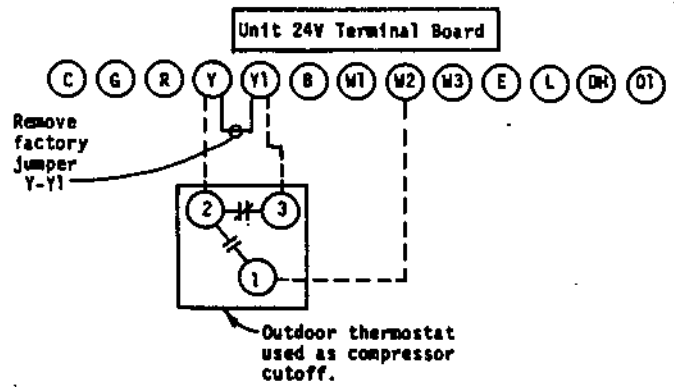 Unit 24V Terminal Board
C G R Y Y1 B W1 W2 W3 E L DH D1
Remove
factory
jumper
Y-Y1
2 3
1
Outdoor thermostat
used as compressor
cutoff.